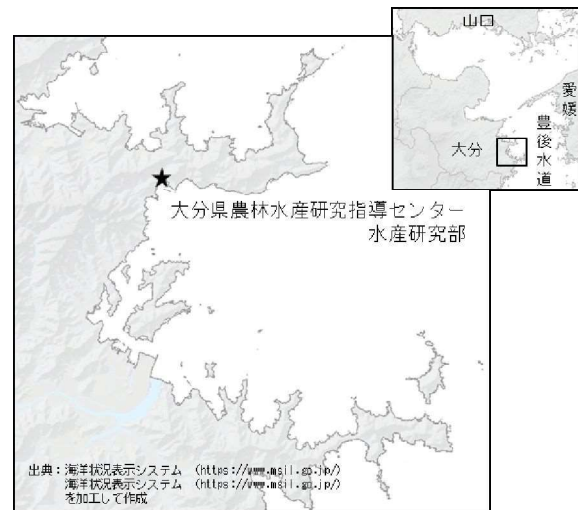 山口
愛媛
豊後水道
大分
大分県農林水産研究指導センター
水産研究部
出典：海洋状況表示システム （https://www.msil.go.jp/）
海洋状況表示システム （https://www.msil.go.jp/）
を加工して作成